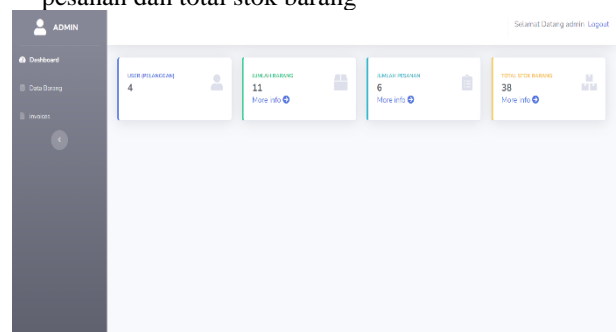 pesanan dan total stok barang
ADMIN
Selamat Datang admin Logout
Dashboard
Data Barang
Invoices
USER (PELANGGAN)
4
JUMLAH BARANG
11
More info
JUMLAH PESANAN
6
More info
TOTAL STOK BARANG
38
More info